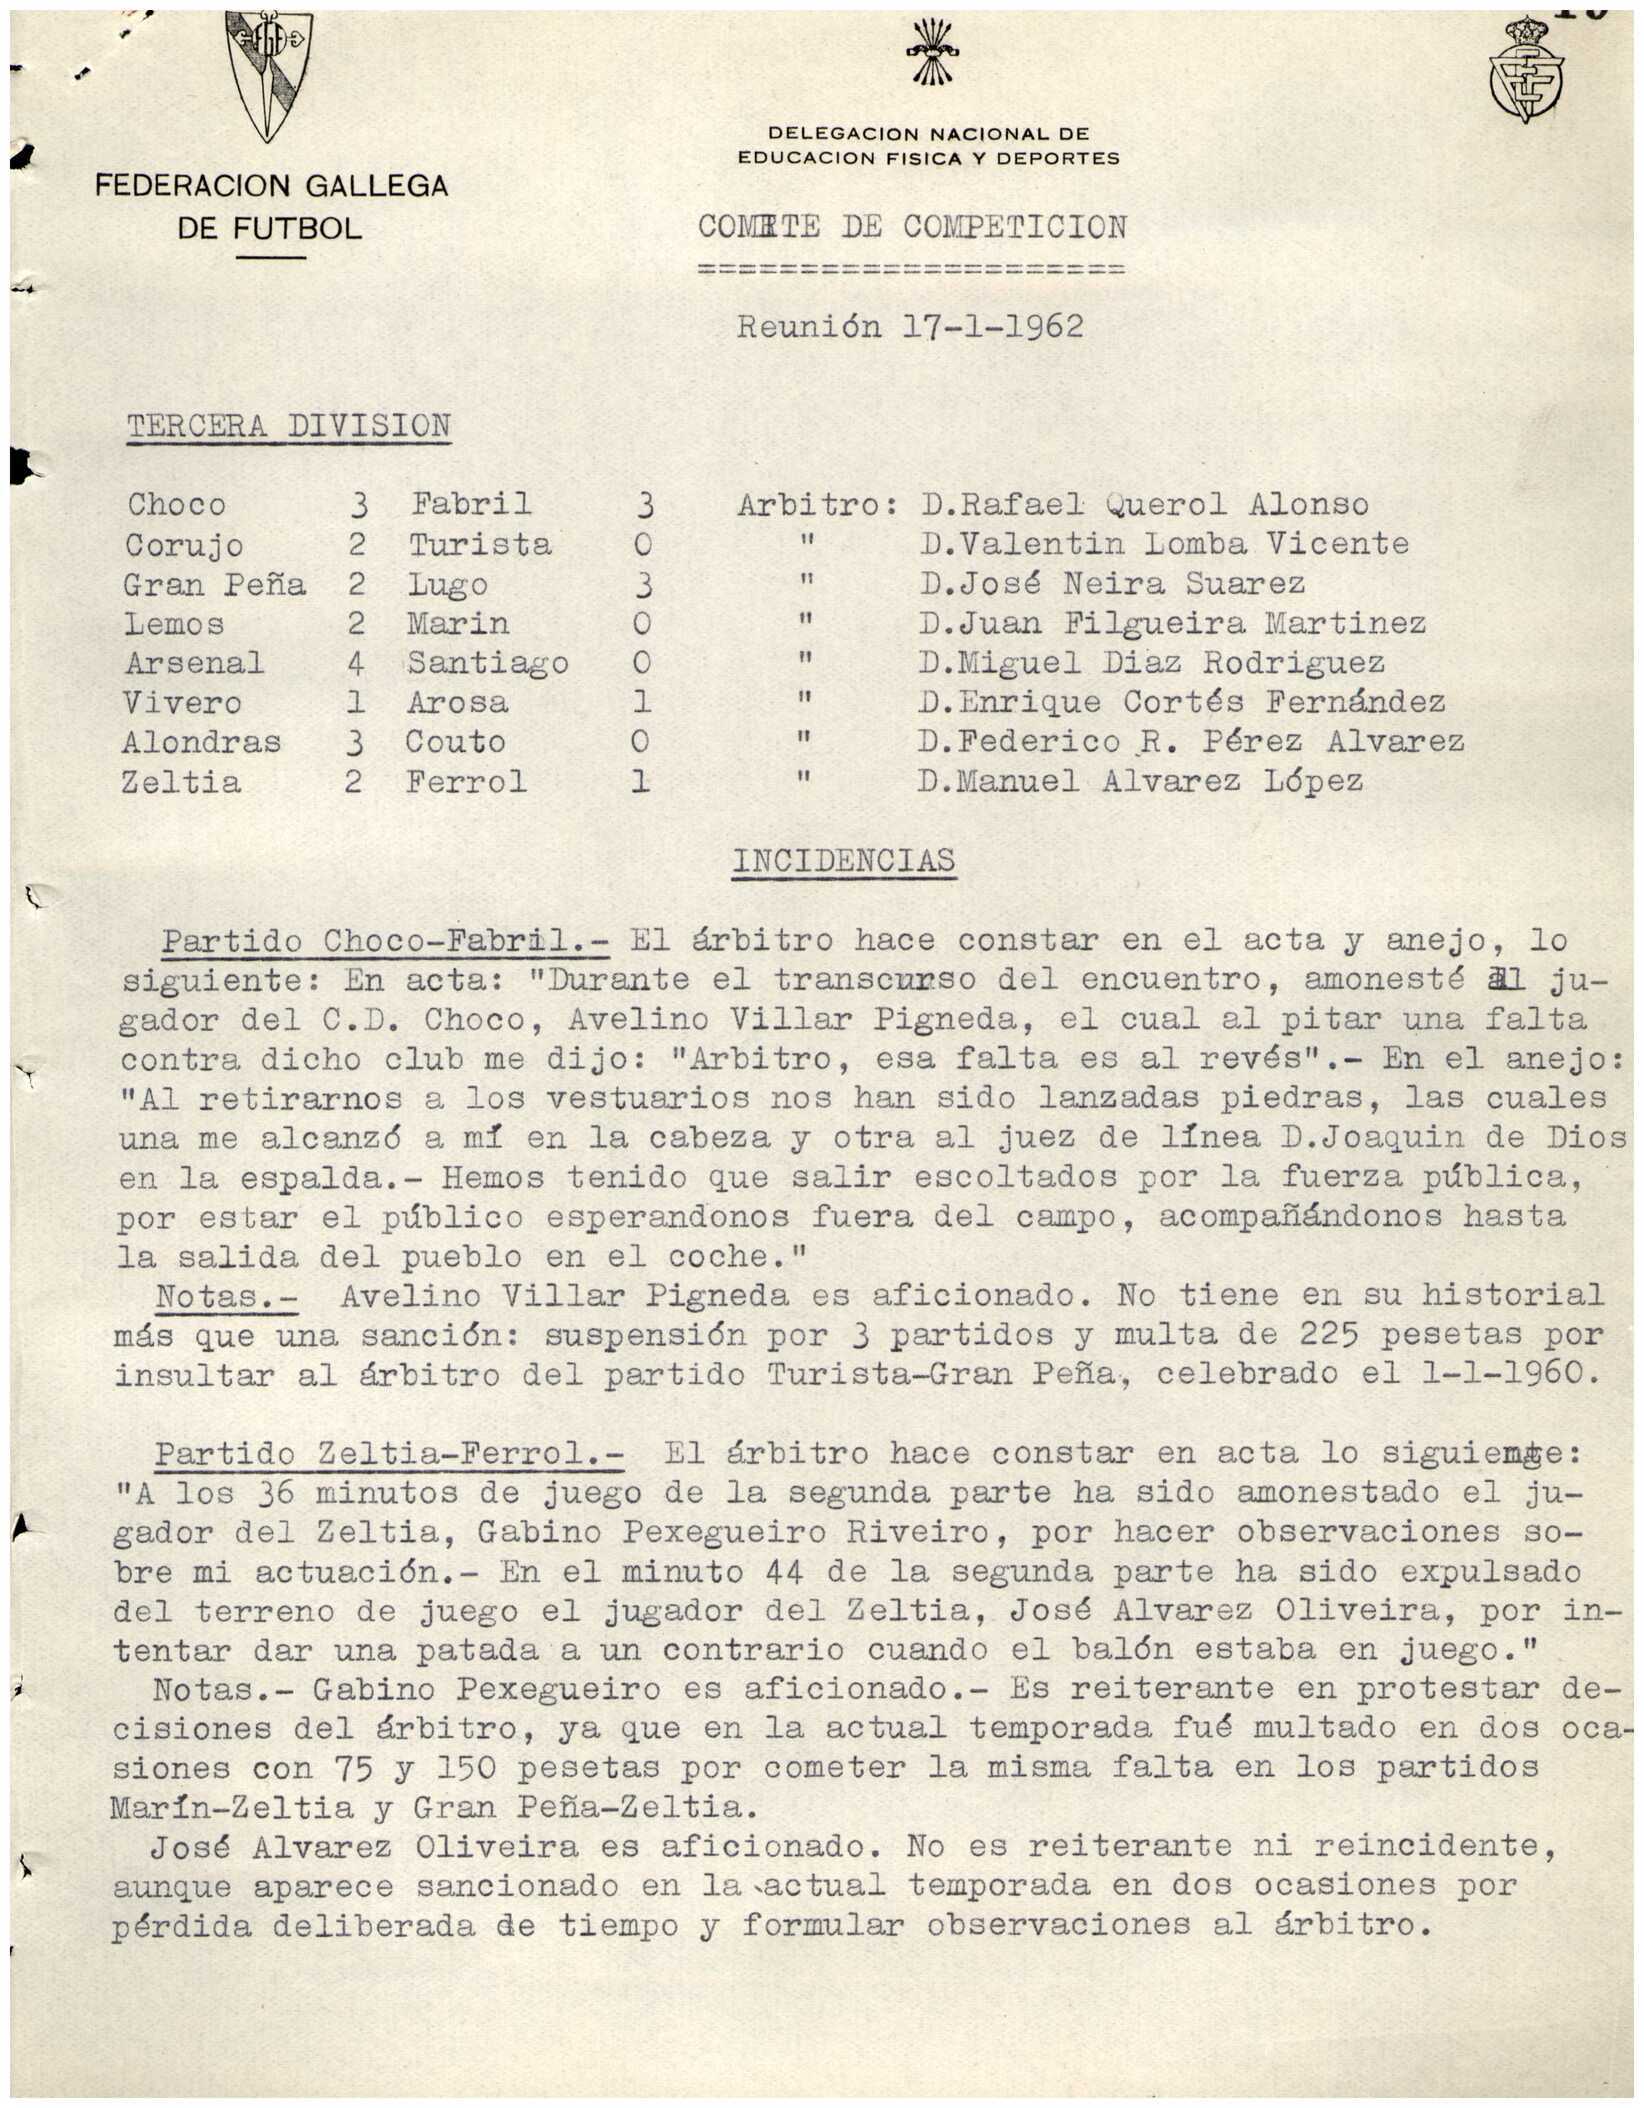 FEDERACION GALLEGA
DE FUTBOL
DELEGACION NACIONAL DE
EDUCACION FISICA Y DEPORTES
COMITE DE COMPETICION
=====================
Reunión 17-1-1962
TERCERA DIVISION
Choco 3 Fabril 3 Arbitro: D.Rafael Querol Alonso
Corujo 2 Turista 0 " D.Valentin Lomba Vicente
Gran Peña 2 Lugo 3 " D.José Neira Suarez
Lemos 2 Marin 0 " D.Juan Filgueira Martinez
Arsenal 4 Santiago 0 " D.Miguel Diaz Rodriguez
Vivero 1 Arosa 1 " D.Enrique Cortés Fernández
Alondras 3 Couto 0 " D.Federico R. Pérez Alvarez
Zeltia 2 Ferrol 1 " D.Manuel Alvarez López
INCIDENCIAS
Partido Choco-Fabril.- El árbitro hace constar en el acta y anejo, lo
siguiente: En acta: "Durante el transcurso del encuentro, amonesté al ju-
gador del C.D. Choco, Avelino Villar Pigneda, el cual al pitar una falta
contra dicho club me dijo: "Arbitro, esa falta es al revés".- En el anejo:
"Al retirarnos a los vestuarios nos han sido lanzadas piedras, las cuales
una me alcanzó a mí en la cabeza y otra al juez de línea D.Joaquin de Dios
en la espalda.- Hemos tenido que salir escoltados por la fuerza pública,
por estar el público esperandonos fuera del campo, acompañándonos hasta
la salida del pueblo en el coche."
Notas.- Avelino Villar Pigneda es aficionado. No tiene en su historial
más que una sanción: suspensión por 3 partidos y multa de 225 pesetas por
insultar al árbitro del partido Turista-Gran Peña, celebrado el 1-1-1960.
Partido Zeltia-Ferrol.- El árbitro hace constar en acta lo siguiente:
"A los 36 minutos de juego de la segunda parte ha sido amonestado el ju-
gador del Zeltia, Gabino Pexegueiro Riveiro, por hacer observaciones so-
bre mi actuación.- En el minuto 44 de la segunda parte ha sido expulsado
del terreno de juego el jugador del Zeltia, José Alvarez Oliveira, por in-
tentar dar una patada a un contrario cuando el balón estaba en juego."
Notas.- Gabino Pexegueiro es aficionado.- Es reiterante en protestar de-
cisiones del árbitro, ya que en la actual temporada fué multado en dos oca-
siones con 75 y 150 pesetas por cometer la misma falta en los partidos
Marín-Zeltia y Gran Peña-Zeltia.
José Alvarez Oliveira es aficionado. No es reiterante ni reincidente,
aunque aparece sancionado en la actual temporada en dos ocasiones por
pérdida deliberada de tiempo y formular observaciones al árbitro.